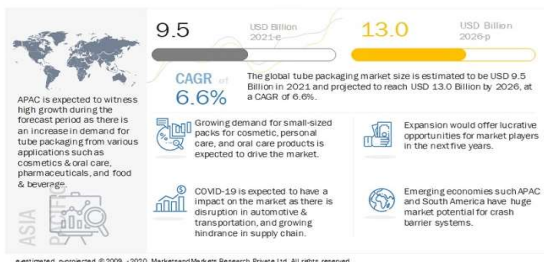 9.5
USD Billion
2021-e
13.0
USD Billion
2026-p
CAGR of
6.6%
The global tube packaging market size is estimated to be USD 9.5
Billion in 2021 and projected to reach USD 13.0 Billion by 2026, at
a CAGR of 6.6%.
APAC is expected to witness
high growth during the
forecast period as there is
an increase in demand for
tube packaging from various
applications such as
cosmetics & oral care,
pharmaceuticals, and food
& beverage.
ASIA
PACIFIC
Growing demand for small-sized
packs for cosmetic, personal
care, and oral care products is
expected to drive the market.
Expansion would offer lucrative
opportunities for market players
in the next five years.
COVID-19 is expected to have a
impact on the market as there is
disruption in automotive &
transportation, and growing
hindrance in supply chain.
Emerging economies such APAC
and South America have huge
market potential for crash
barrier systems.
e-estimated, p-projected © 2009 - 2020 MarketsandMarkets Research Private Ltd. All rights reserved